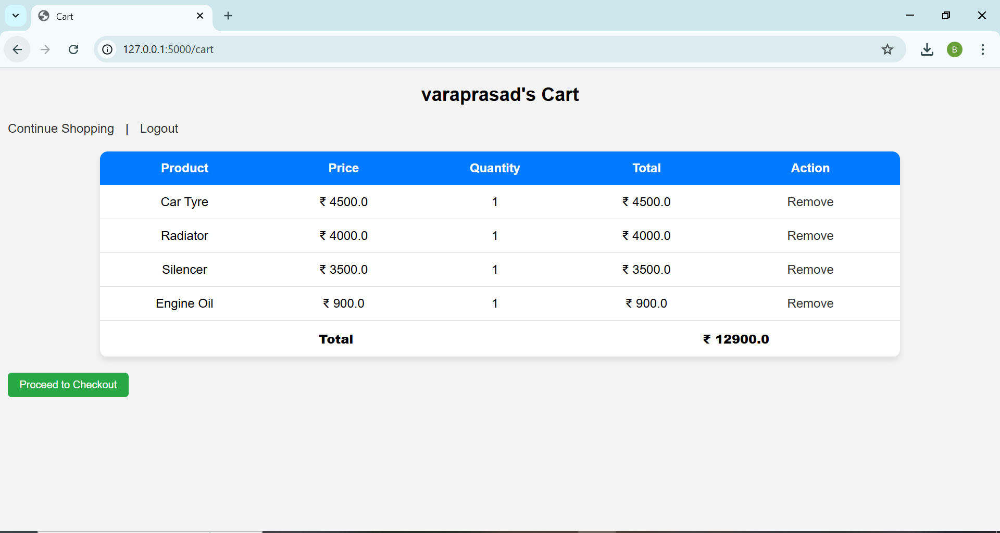 Cart
127.0.0.1:5000/cart
B
varaprasad's Cart
Continue Shopping | Logout
Product Price Quantity Total Action
Car Tyre ₹ 4500.0 1 ₹ 4500.0 Remove
Radiator ₹ 4000.0 1 ₹ 4000.0 Remove
Silencer ₹ 3500.0 1 ₹ 3500.0 Remove
Engine Oil ₹ 900.0 1 ₹ 900.0 Remove
Total ₹ 12900.0
Proceed to Checkout